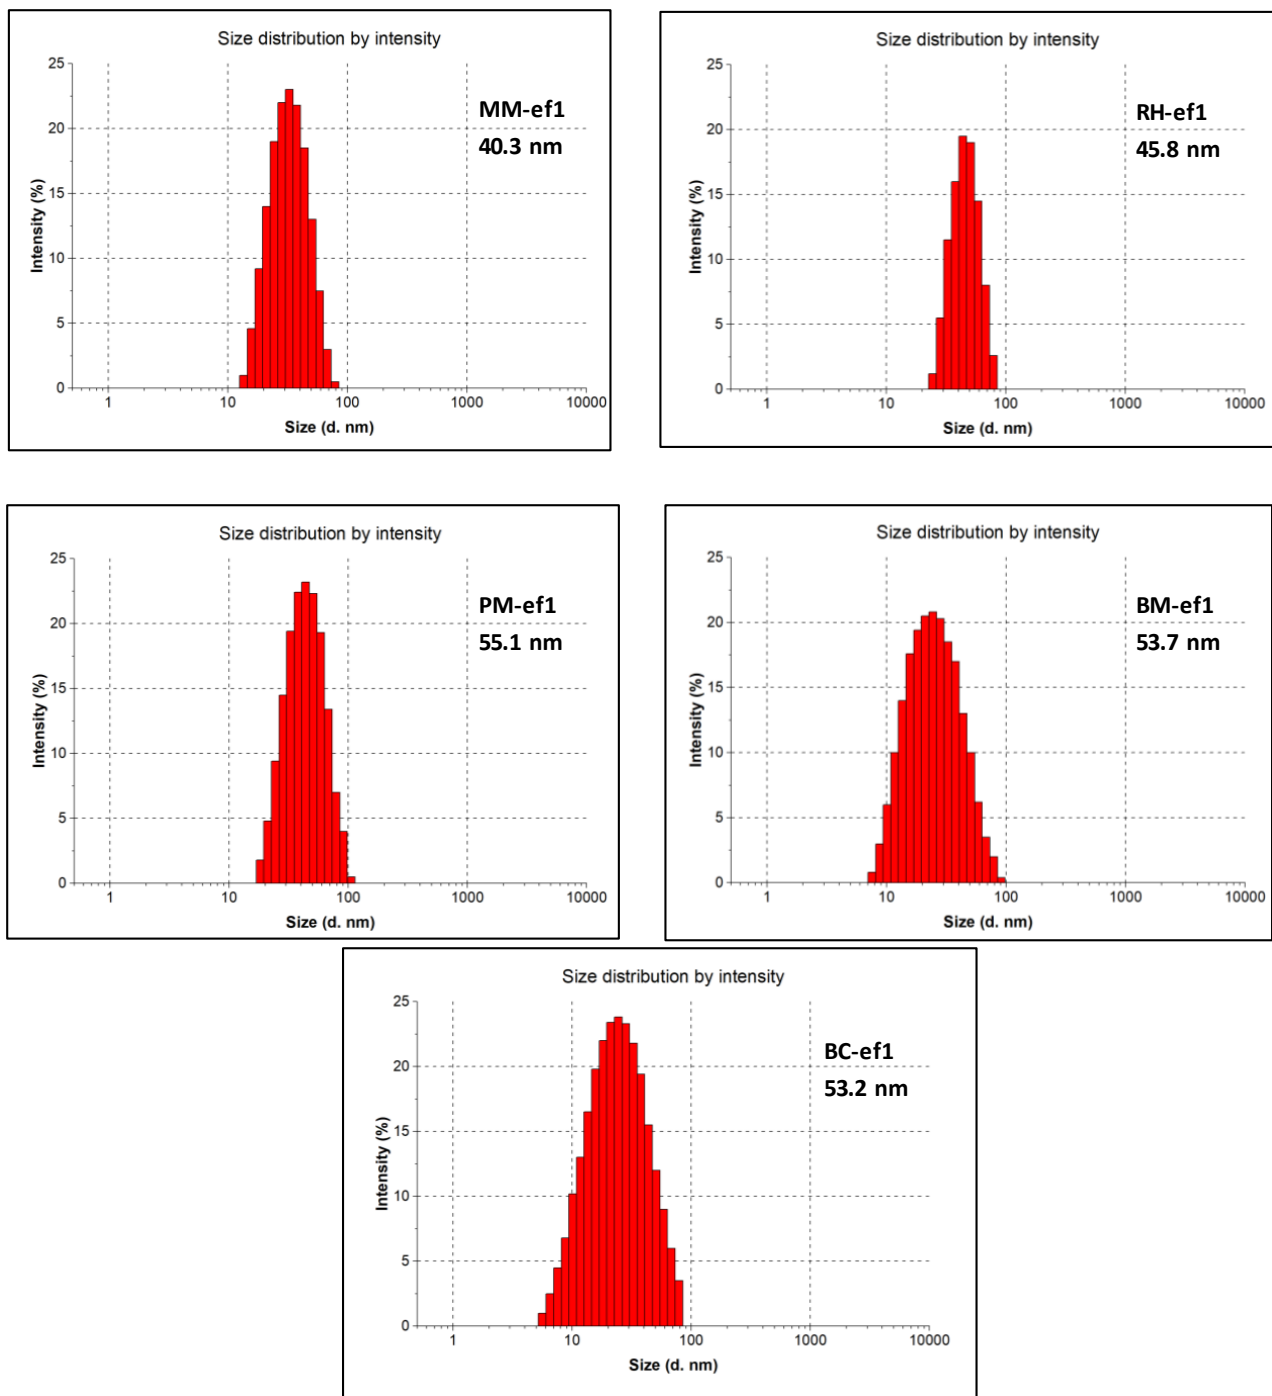 Size distribution by intensity
25
20
15
10
5
0
Intensity (%)
MM-ef1
40.3 nm
1 10 100 1000 10000
Size (d. nm)
Size distribution by intensity
25
20
15
10
5
0
Intensity (%)
RH-ef1
45.8 nm
1 10 100 1000 10000
Size (d. nm)
Size distribution by intensity
25
20
15
10
5
0
Intensity (%)
PM-ef1
55.1 nm
1 10 100 1000 10000
Size (d. nm)
Size distribution by intensity
25
20
15
10
5
0
Intensity (%)
BM-ef1
53.7 nm
1 10 100 1000 10000
Size (d. nm)
Size distribution by intensity
25
20
15
10
5
0
Intensity (%)
BC-ef1
53.2 nm
1 10 100 1000 10000
Size (d. nm)